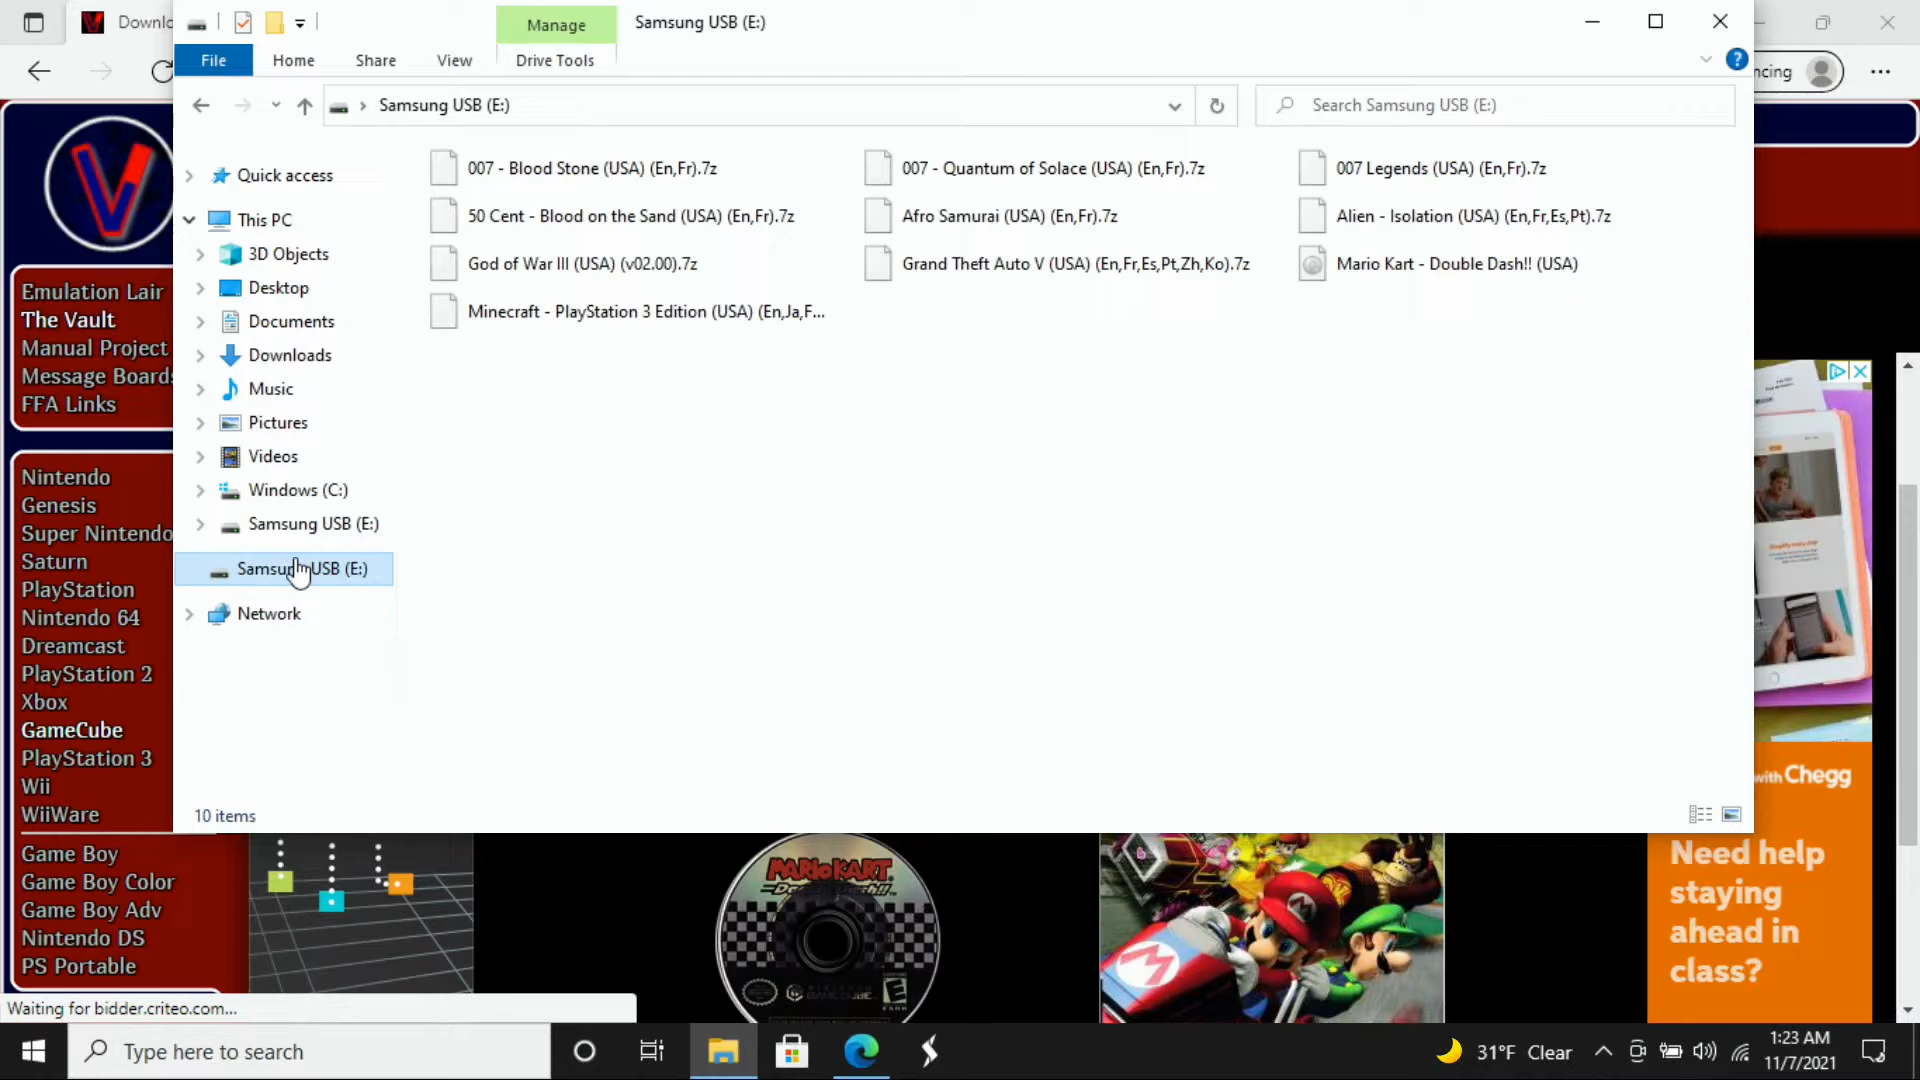 Downlo
Manage
Samsung USB (E:)
File
Home
Share
View
Drive Tools
?
ncing
Samsung USB (E:)
Search Samsung USB (E:)
Quick access
This PC
3D Objects
Desktop
Documents
Downloads
Music
Pictures
Videos
Windows (C:)
Samsung USB (E:)
Samsung USB (E:)
Network
007 - Blood Stone (USA) (En,Fr).7z
007 - Quantum of Solace (USA) (En,Fr).7z
007 Legends (USA) (En,Fr).7z
50 Cent - Blood on the Sand (USA) (En,Fr).7z
Afro Samurai (USA) (En,Fr).7z
Alien - Isolation (USA) (En,Fr,Es,Pt).7z
God of War III (USA) (v02.00).7z
Grand Theft Auto V (USA) (En,Fr,Es,Pt,Zh,Ko).7z
Mario Kart - Double Dash!! (USA)
Minecraft - PlayStation 3 Edition (USA) (En,Ja,F...
10 items
V
Emulation Lair
The Vault
Manual Project
Message Boards
FFA Links
Nintendo
Genesis
Super Nintendo
Saturn
PlayStation
Nintendo 64
Dreamcast
PlayStation 2
Xbox
GameCube
PlayStation 3
Wii
WiiWare
Game Boy
Game Boy Color
Game Boy Adv
Nintendo DS
PS Portable
MARIO KART
Double Dash!!
E
M
M
with Chegg
Need help
staying
ahead in
class?
Waiting for bidder.criteo.com...
Type here to search
31°F Clear
1:23 AM
11/7/2021